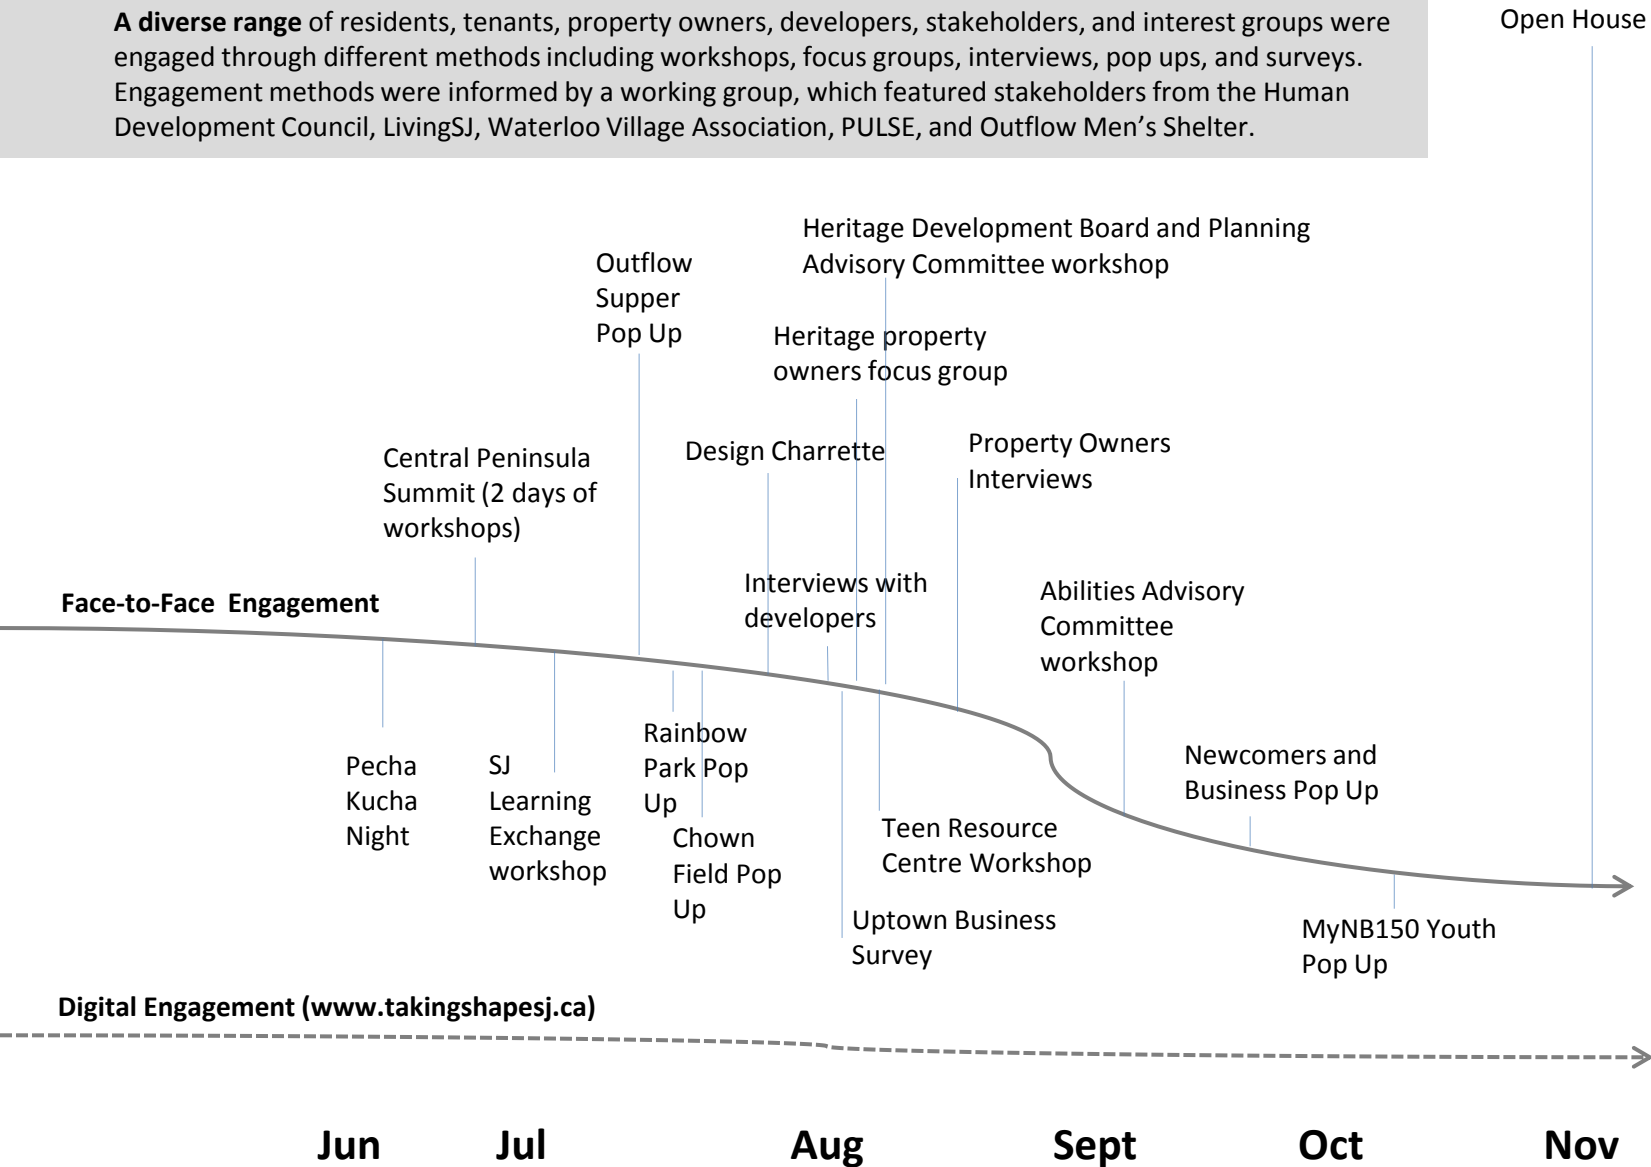 A diverse range of residents, tenants, property owners, developers, stakeholders, and interest groups were
engaged through different methods including workshops, focus groups, interviews, pop ups, and surveys.
Engagement methods were informed by a working group, which featured stakeholders from the Human
Development Council, LivingSJ, Waterloo Village Association, PULSE, and Outflow Men's Shelter.
Open House
Heritage Development Board and Planning
Advisory Committee workshop
Outflow
Supper
Pop Up
Heritage property
owners focus group
Central Peninsula
Summit (2 days of
workshops)
Design Charrette
Property Owners
Interviews
Interviews with
developers
Abilities Advisory
Committee
workshop
Face-to-Face  Engagement
Pecha
Kucha
Night
SJ
Learning
Exchange
workshop
Rainbow
Park Pop
Up
Chown
Field Pop
Up
Teen Resource
Centre Workshop
Uptown Business
Survey
Newcomers and
Business Pop Up
MyNB150 Youth
Pop Up
Digital Engagement (www.takingshapesj.ca)
Jun Jul Aug Sept Oct Nov